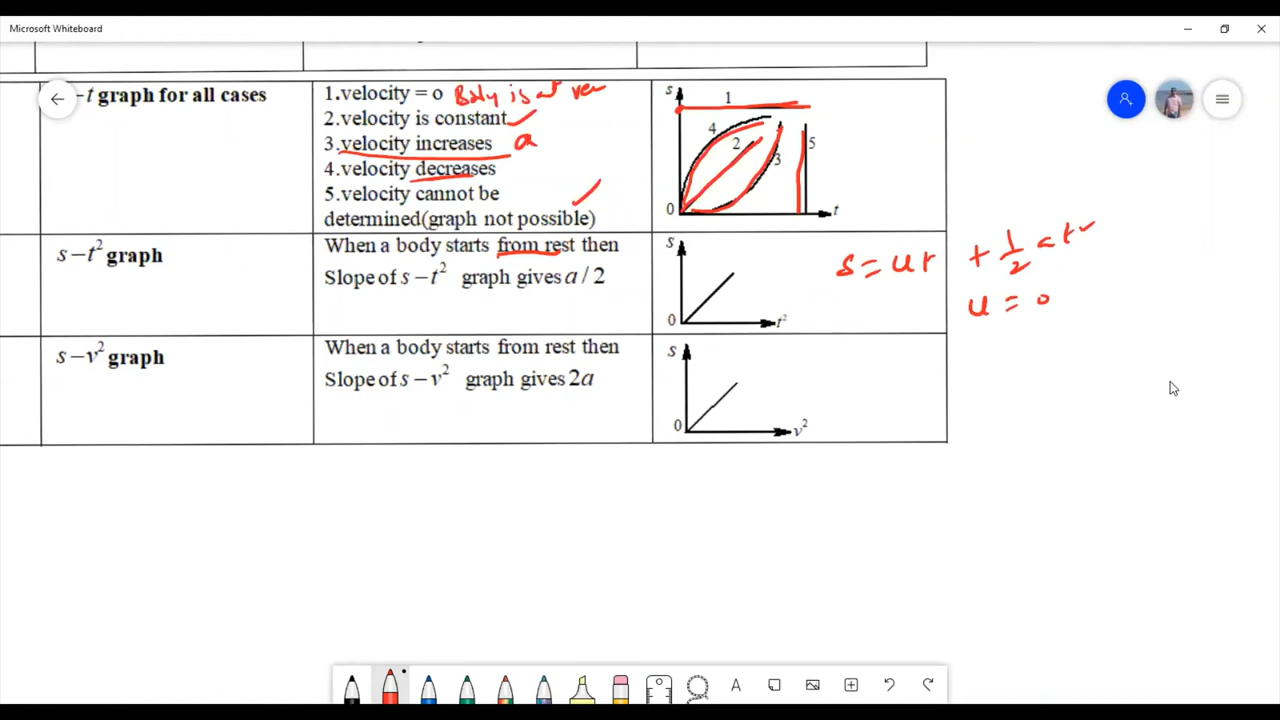 Microsoft Whiteboard
-t graph for all cases
1.velocity = o Body is at
2.velocity is constant
3.velocity increases a
4.velocity decreases
5.velocity cannot be
determined(graph not possible)
s
1
4
2
3
5
0
t
s-t² graph
When a body starts from rest then
Slope of s-t² graph gives a/2
s
0
t²
s = ut + 1/2 at
u = 0
s-v² graph
When a body starts from rest then
Slope of s-v² graph gives 2a
s
0
v²
A